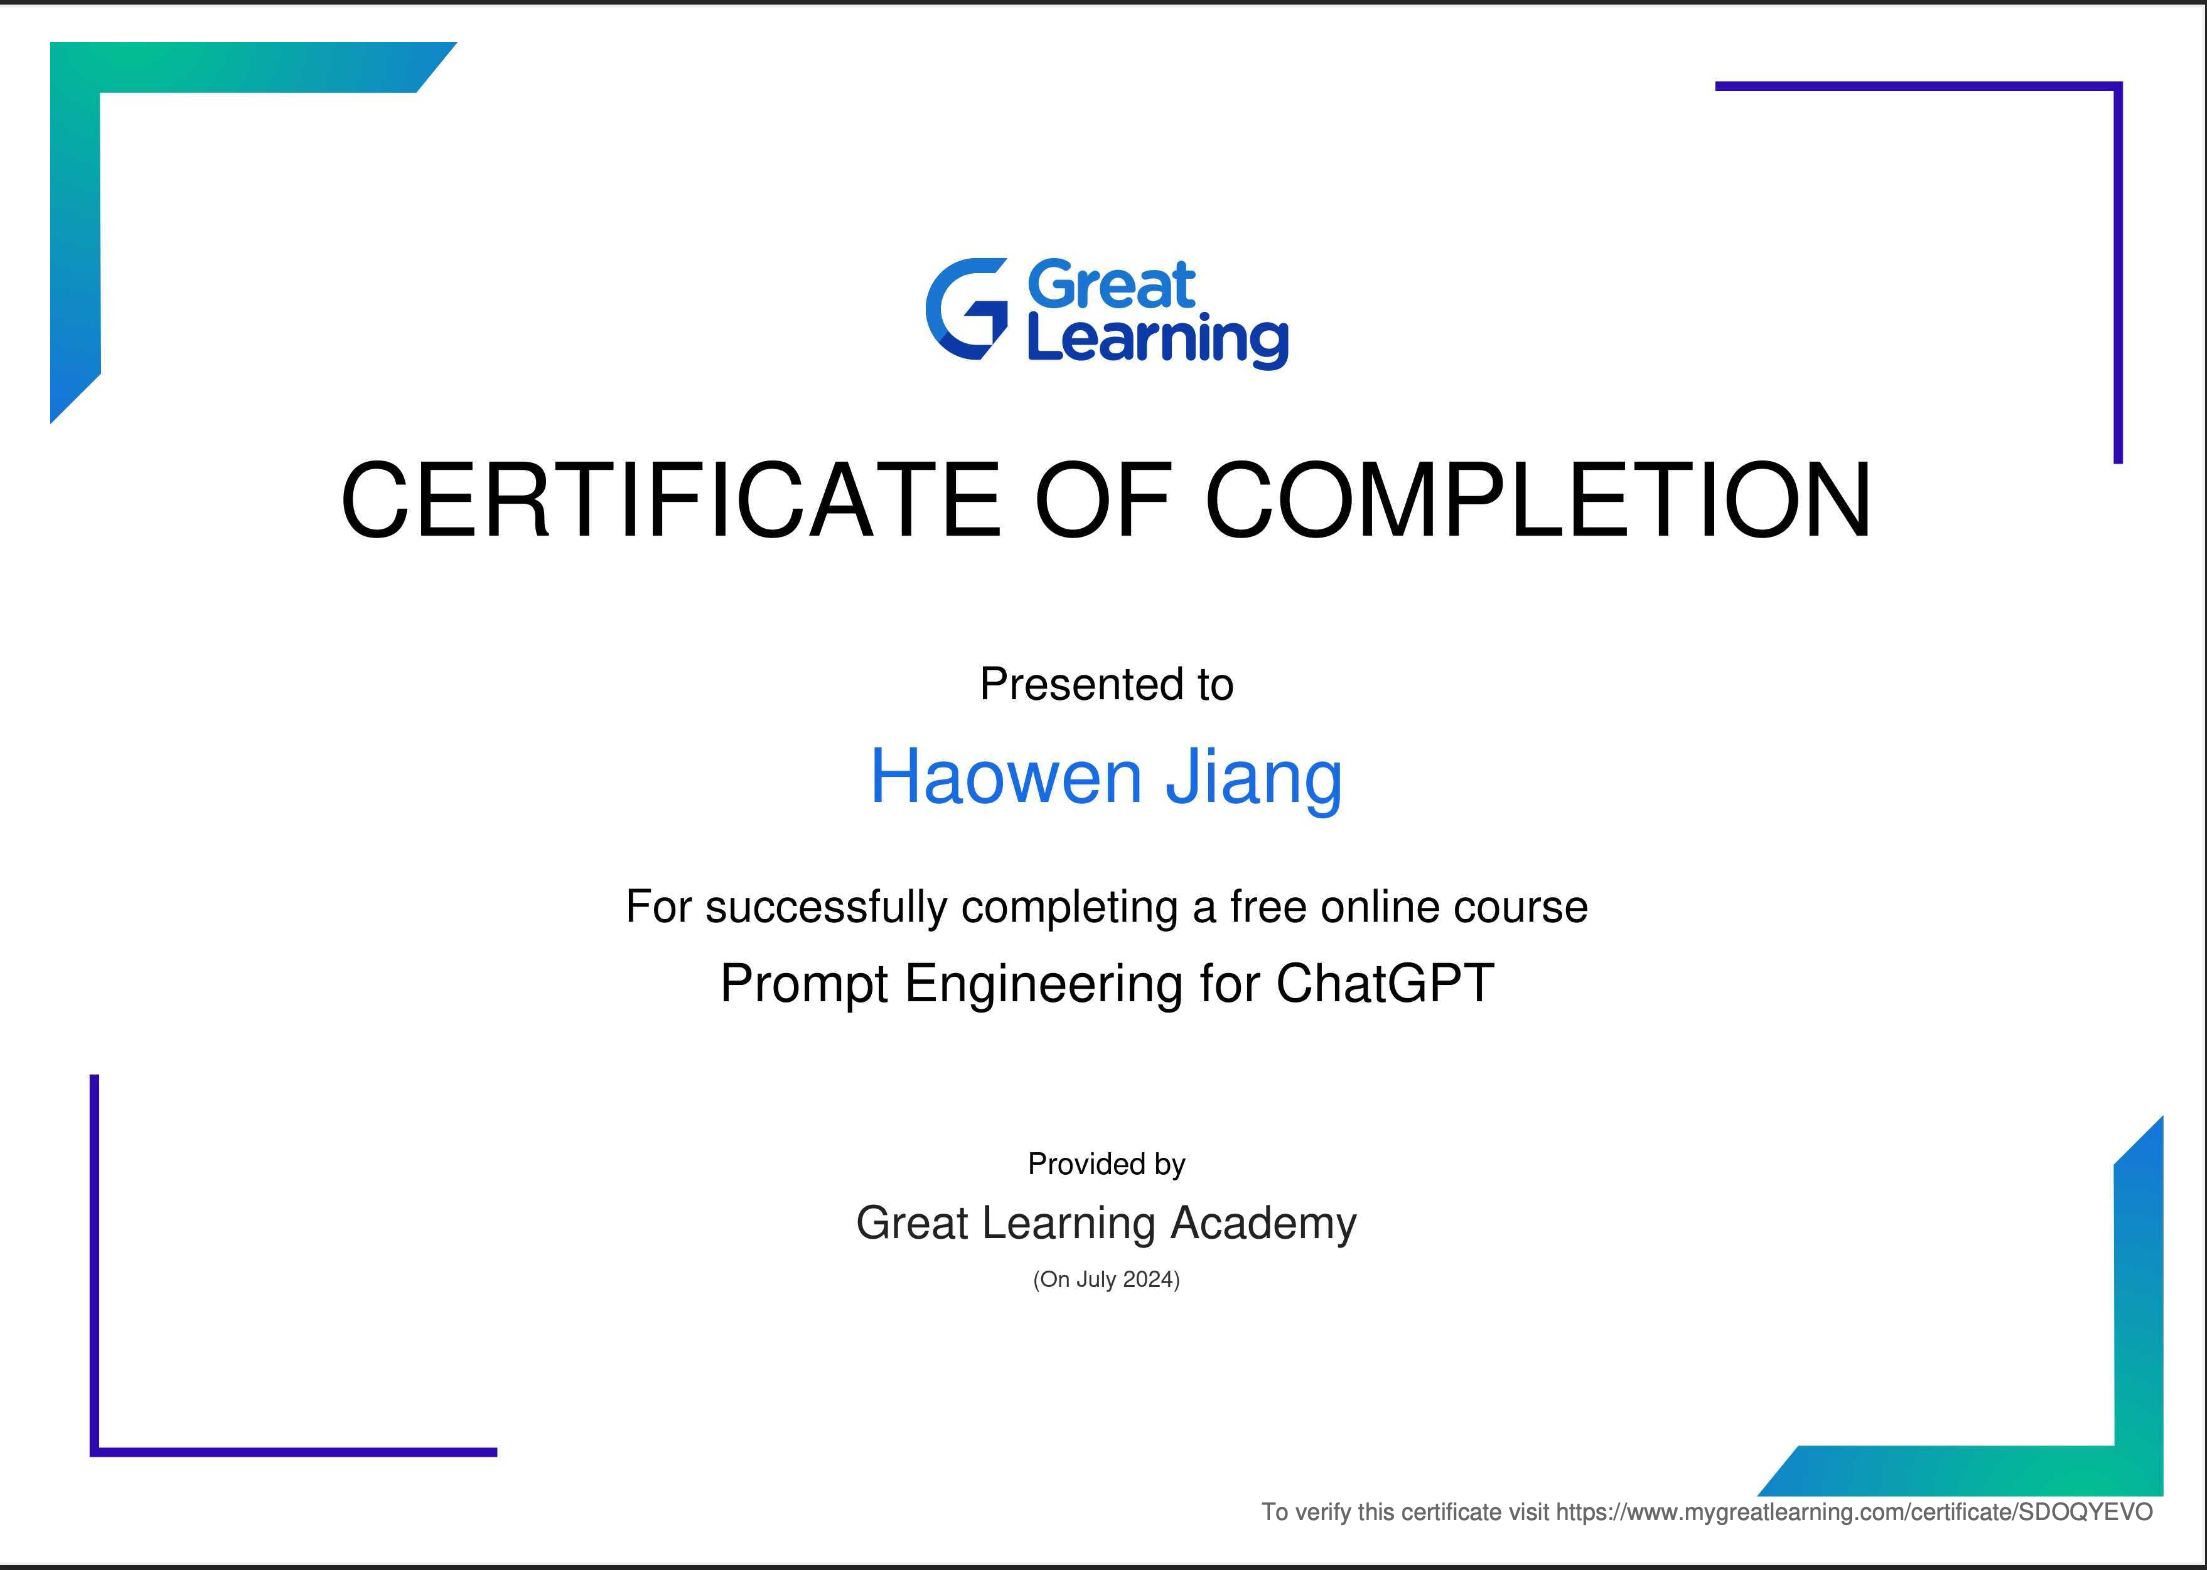 Great
Learning
CERTIFICATE OF COMPLETION
Presented to
Haowen Jiang
For successfully completing a free online course
Prompt Engineering for ChatGPT
Provided by
Great Learning Academy
(On July 2024)
To verify this certificate visit https://www.mygreatlearning.com/certificate/SDOQYEVO